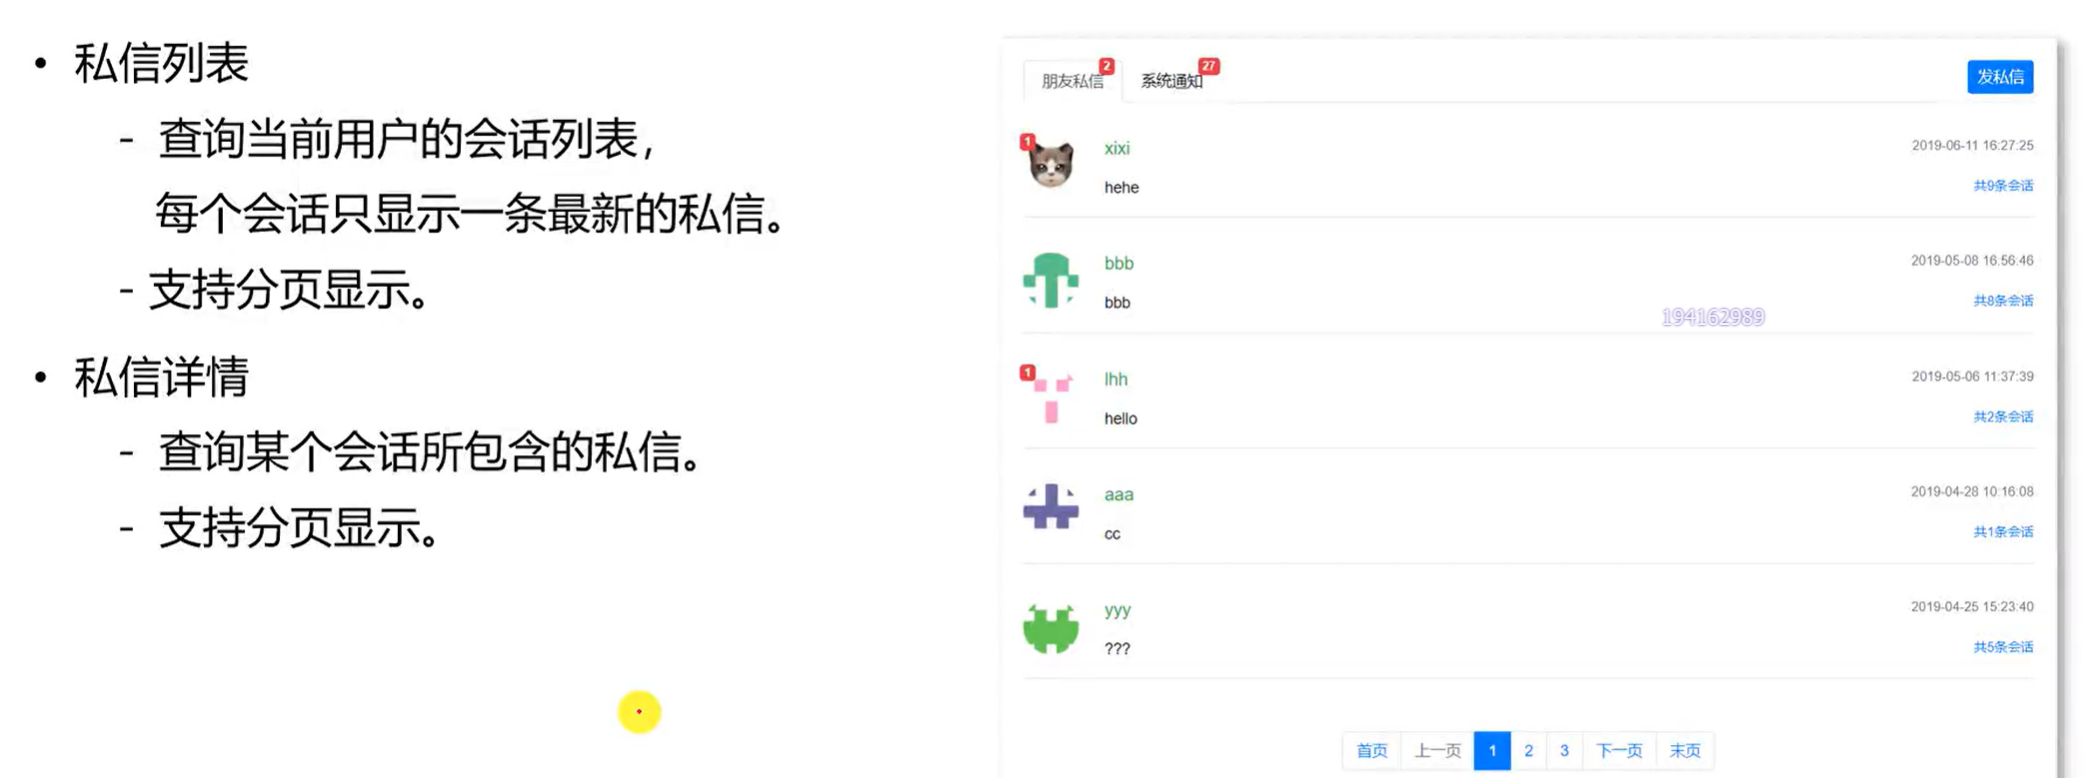 • 私信列表
- 查询当前用户的会话列表，
每个会话只显示一条最新的私信。
- 支持分页显示。
• 私信详情
- 查询某个会话所包含的私信。
- 支持分页显示。
朋友私信 2 系统通知 27 发私信
1 xixi 2019-06-11 16:27:25
hehe 共9条会话
bbb 2019-05-08 16:56:46
bbb 共8条会话
194162989
1 lhh 2019-05-06 11:37:39
hello 共2条会话
aaa 2019-04-28 10:16:08
cc 共1条会话
yyy 2019-04-25 15:23:40
??? 共5条会话
首页 上一页 1 2 3 下一页 末页